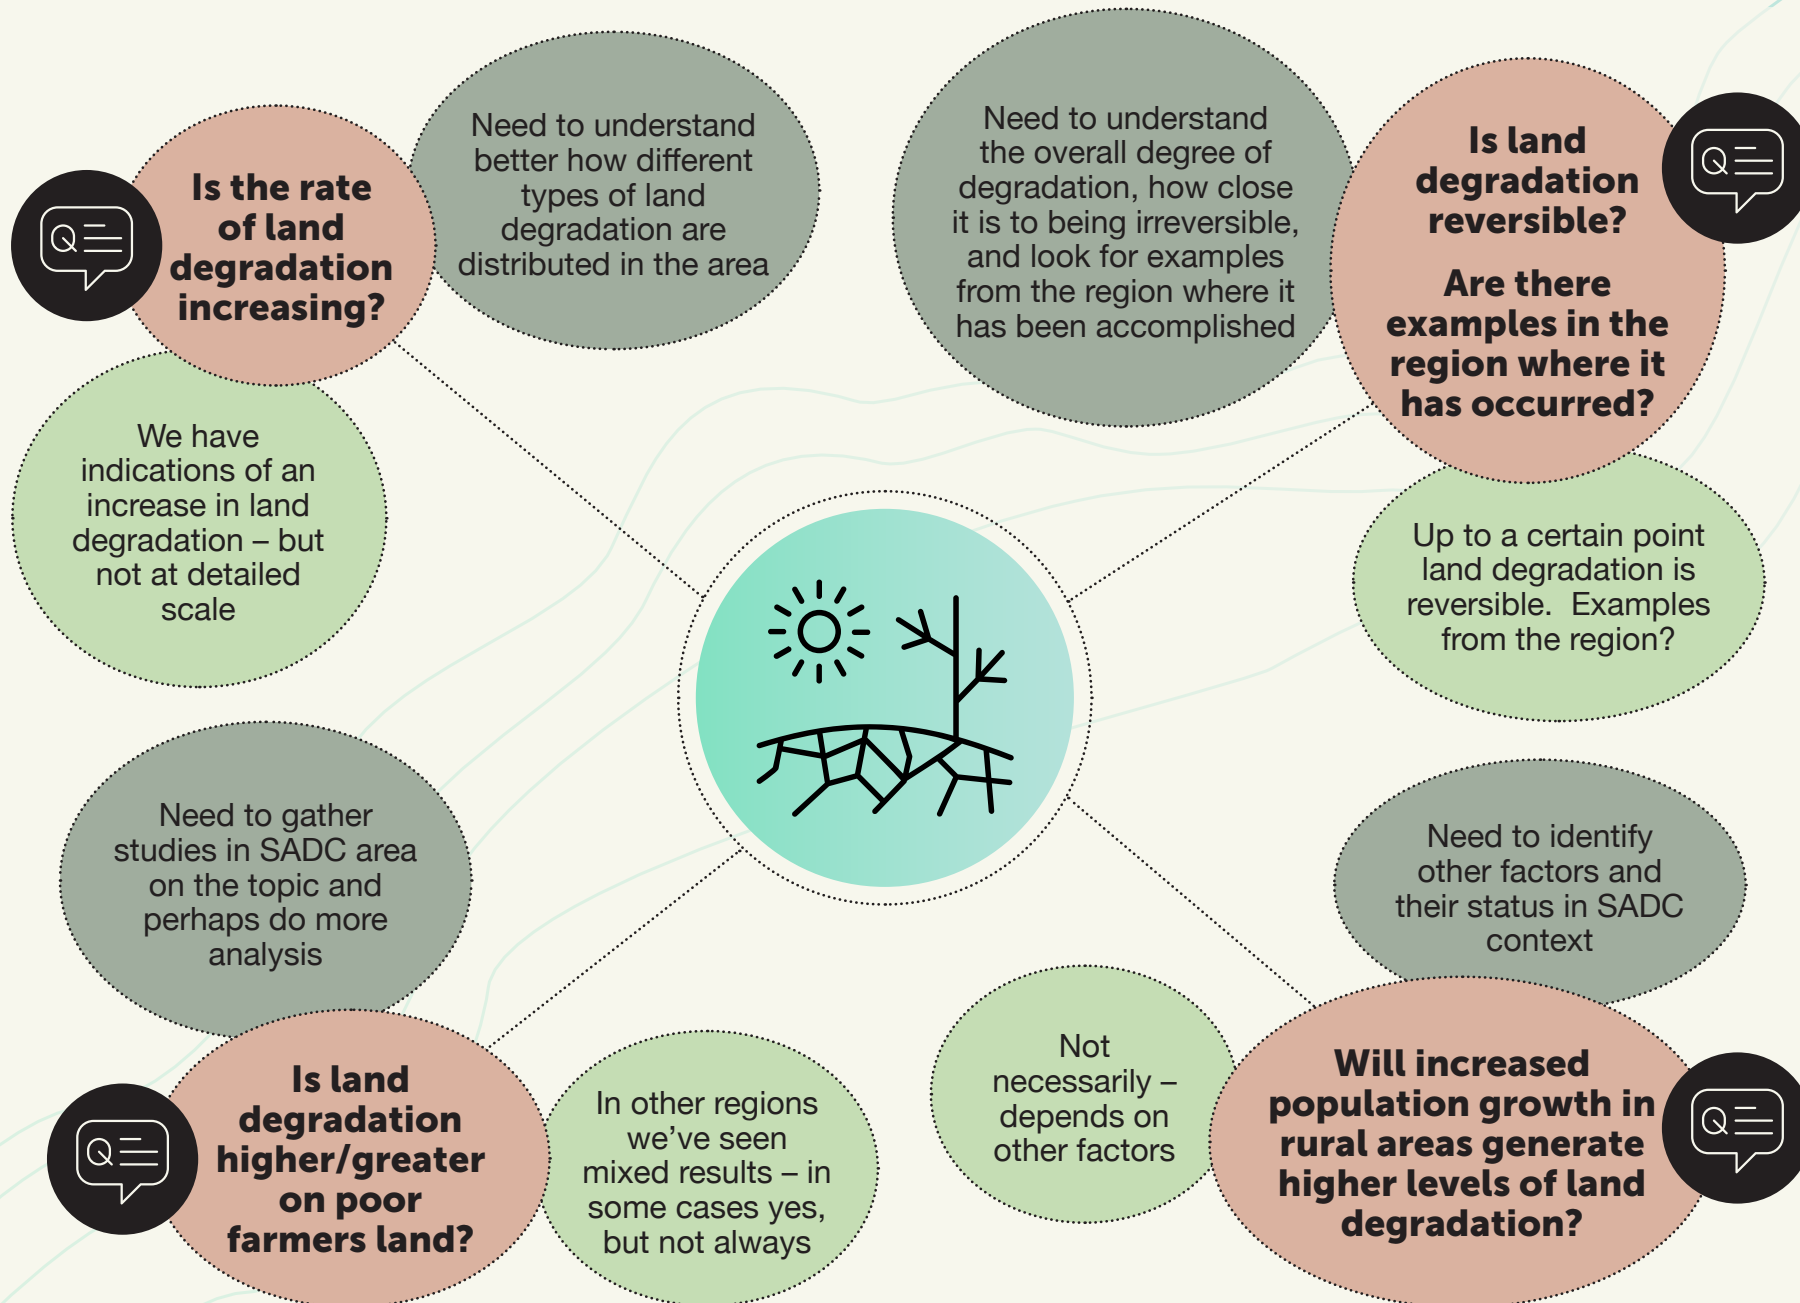 Is the rate
of land
degradation
increasing?
Need to understand
better how different
types of land
degradation are
distributed in the area
We have
indications of an
increase in land
degradation – but
not at detailed
scale
Need to understand
the overall degree of
degradation, how close
it is to being irreversible,
and look for examples
from the region where it
has been accomplished
Is land
degradation
reversible?
Are there
examples in the
region where it
has occurred?
Up to a certain point
land degradation is
reversible.  Examples
from the region?
Need to gather
studies in SADC area
on the topic and
perhaps do more
analysis
Is land
degradation
higher/greater
on poor
farmers land?
In other regions
we’ve seen
mixed results – in
some cases yes,
but not always
Need to identify
other factors and
their status in SADC
context
Not
necessarily –
depends on
other factors
Will increased
population growth in
rural areas generate
higher levels of land
degradation?
Q
Q
Q
Q